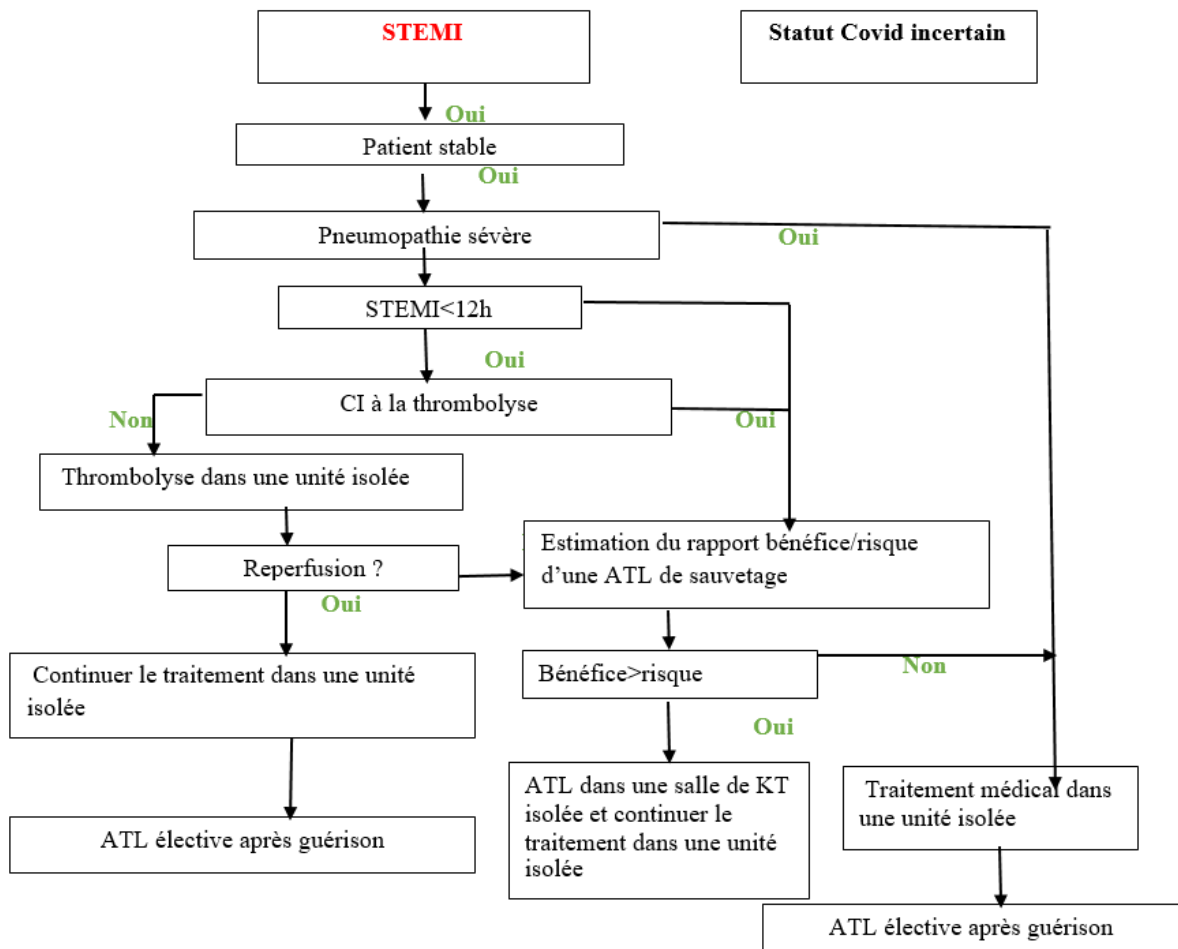 STEMI
Statut Covid incertain
Oui
Patient stable
Oui
Pneumopathie sévère
Oui
STEMI<12h
Oui
CI à la thrombolyse
Non
Oui
Thrombolyse dans une unité isolée
Estimation du rapport bénéfice/risque
d’une ATL de sauvetage
Reperfusion ?
Oui
Continuer le traitement dans une unité
isolée
Bénéfice>risque
Non
Oui
ATL dans une salle de KT
isolée et continuer le
traitement dans une unité
isolée
Traitement médical dans
une unité isolée
ATL élective après guérison
ATL élective après guérison